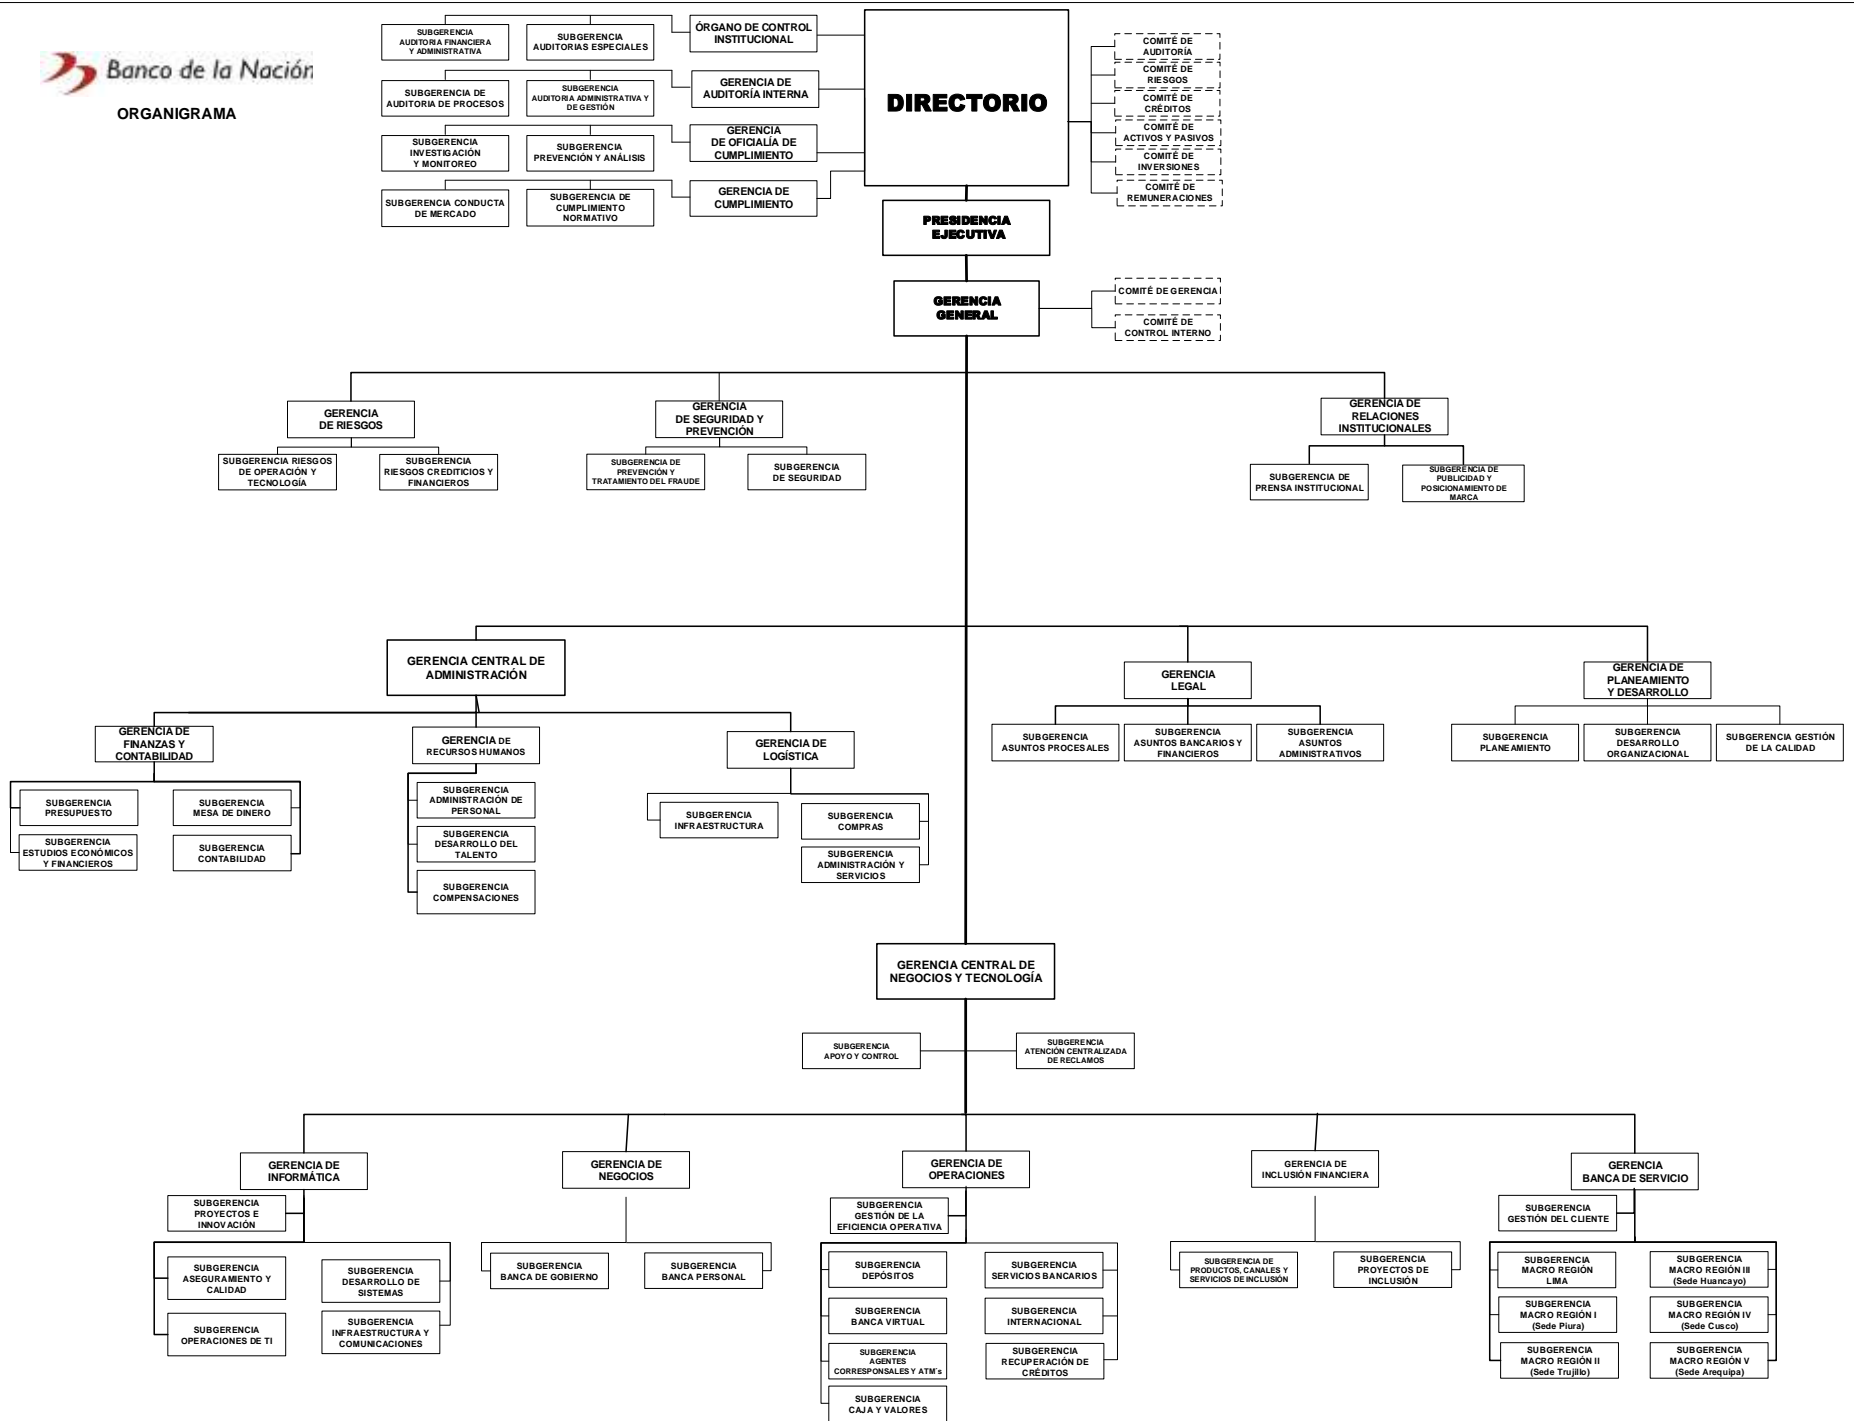 Banco de la Nación
ORGANIGRAMA
SUBGERENCIA
AUDITORIA FINANCIERA
Y ADMINISTRATIVA
SUBGERENCIA
AUDITORIAS ESPECIALES
ÓRGANO DE CONTROL
INSTITUCIONAL
SUBGERENCIA DE
AUDITORIA DE PROCESOS
SUBGERENCIA
AUDITORIA ADMINISTRATIVA Y
DE GESTIÓN
GERENCIA DE
AUDITORÍA INTERNA
SUBGERENCIA
INVESTIGACIÓN
Y MONITOREO
SUBGERENCIA
PREVENCIÓN Y ANÁLISIS
GERENCIA
DE OFICIALÍA DE
CUMPLIMIENTO
SUBGERENCIA CONDUCTA
DE MERCADO
SUBGERENCIA DE
CUMPLIMIENTO
NORMATIVO
GERENCIA DE
CUMPLIMIENTO
DIRECTORIO
COMITÉ DE
AUDITORÍA
COMITÉ DE
RIESGOS
COMITÉ DE
CRÉDITOS
COMITÉ DE
ACTIVOS Y PASIVOS
COMITÉ DE
INVERSIONES
COMITÉ DE
REMUNERACIONES
PRESIDENCIA
EJECUTIVA
GERENCIA
GENERAL
COMITÉ DE GERENCIA
COMITÉ DE
CONTROL INTERNO
GERENCIA
DE RIESGOS
SUBGERENCIA RIESGOS
DE OPERACIÓN Y
TECNOLOGÍA
SUBGERENCIA
RIESGOS CREDITICIOS Y
FINANCIEROS
GERENCIA
DE SEGURIDAD Y
PREVENCIÓN
SUBGERENCIA DE
PREVENCIÓN Y
TRATAMIENTO DEL FRAUDE
SUBGERENCIA
DE SEGURIDAD
GERENCIA DE
RELACIONES
INSTITUCIONALES
SUBGERENCIA DE
PRENSA INSTITUCIONAL
SUBGERENCIA DE
PUBLICIDAD Y
POSICIONAMIENTO DE
MARCA
GERENCIA CENTRAL DE
ADMINISTRACIÓN
GERENCIA
LEGAL
GERENCIA DE
PLANEAMIENTO
Y DESARROLLO
SUBGERENCIA
ASUNTOS PROCESALES
SUBGERENCIA
ASUNTOS BANCARIOS Y
FINANCIEROS
SUBGERENCIA
ASUNTOS
ADMINISTRATIVOS
SUBGERENCIA
PLANEAMIENTO
SUBGERENCIA
DESARROLLO
ORGANIZACIONAL
SUBGERENCIA GESTIÓN
DE LA CALIDAD
GERENCIA DE
FINANZAS Y
CONTABILIDAD
SUBGERENCIA
PRESUPUESTO
SUBGERENCIA
MESA DE DINERO
SUBGERENCIA
ESTUDIOS ECONÓMICOS
Y FINANCIEROS
SUBGERENCIA
CONTABILIDAD
GERENCIA DE
RECURSOS HUMANOS
SUBGERENCIA
ADMINISTRACIÓN DE
PERSONAL
SUBGERENCIA
DESARROLLO DEL
TALENTO
SUBGERENCIA
COMPENSACIONES
GERENCIA DE
LOGÍSTICA
SUBGERENCIA
INFRAESTRUCTURA
SUBGERENCIA
COMPRAS
SUBGERENCIA
ADMINISTRACIÓN Y
SERVICIOS
GERENCIA CENTRAL DE
NEGOCIOS Y TECNOLOGÍA
SUBGERENCIA
APOYO Y CONTROL
SUBGERENCIA
ATENCIÓN CENTRALIZADA
DE RECLAMOS
GERENCIA DE
INFORMÁTICA
SUBGERENCIA
PROYECTOS E
INNOVACIÓN
SUBGERENCIA
ASEGURAMIENTO Y
CALIDAD
SUBGERENCIA
DESARROLLO DE
SISTEMAS
SUBGERENCIA
OPERACIONES DE TI
SUBGERENCIA
INFRAESTRUCTURA Y
COMUNICACIONES
GERENCIA DE
NEGOCIOS
SUBGERENCIA
BANCA DE GOBIERNO
SUBGERENCIA
BANCA PERSONAL
GERENCIA DE
OPERACIONES
SUBGERENCIA
GESTIÓN DE LA
EFICIENCIA OPERATIVA
SUBGERENCIA
DEPÓSITOS
SUBGERENCIA
SERVICIOS BANCARIOS
SUBGERENCIA
BANCA VIRTUAL
SUBGERENCIA
INTERNACIONAL
SUBGERENCIA
AGENTES
CORRESPONSALES Y ATM´s
SUBGERENCIA
RECUPERACIÓN DE
CRÉDITOS
SUBGERENCIA
CAJA Y VALORES
GERENCIA DE
INCLUSIÓN FINANCIERA
SUBGERENCIA DE
PRODUCTOS, CANALES Y
SERVICIOS DE INCLUSIÓN
SUBGERENCIA
PROYECTOS DE
INCLUSIÓN
GERENCIA
BANCA DE SERVICIO
SUBGERENCIA
GESTIÓN DEL CLIENTE
SUBGERENCIA
MACRO REGIÓN
LIMA
SUBGERENCIA
MACRO REGIÓN III
(Sede Huancayo)
SUBGERENCIA
MACRO REGIÓN I
(Sede Piura)
SUBGERENCIA
MACRO REGIÓN IV
(Sede Cusco)
SUBGERENCIA
MACRO REGIÓN II
(Sede Trujillo)
SUBGERENCIA
MACRO REGIÓN V
(Sede Arequipa)